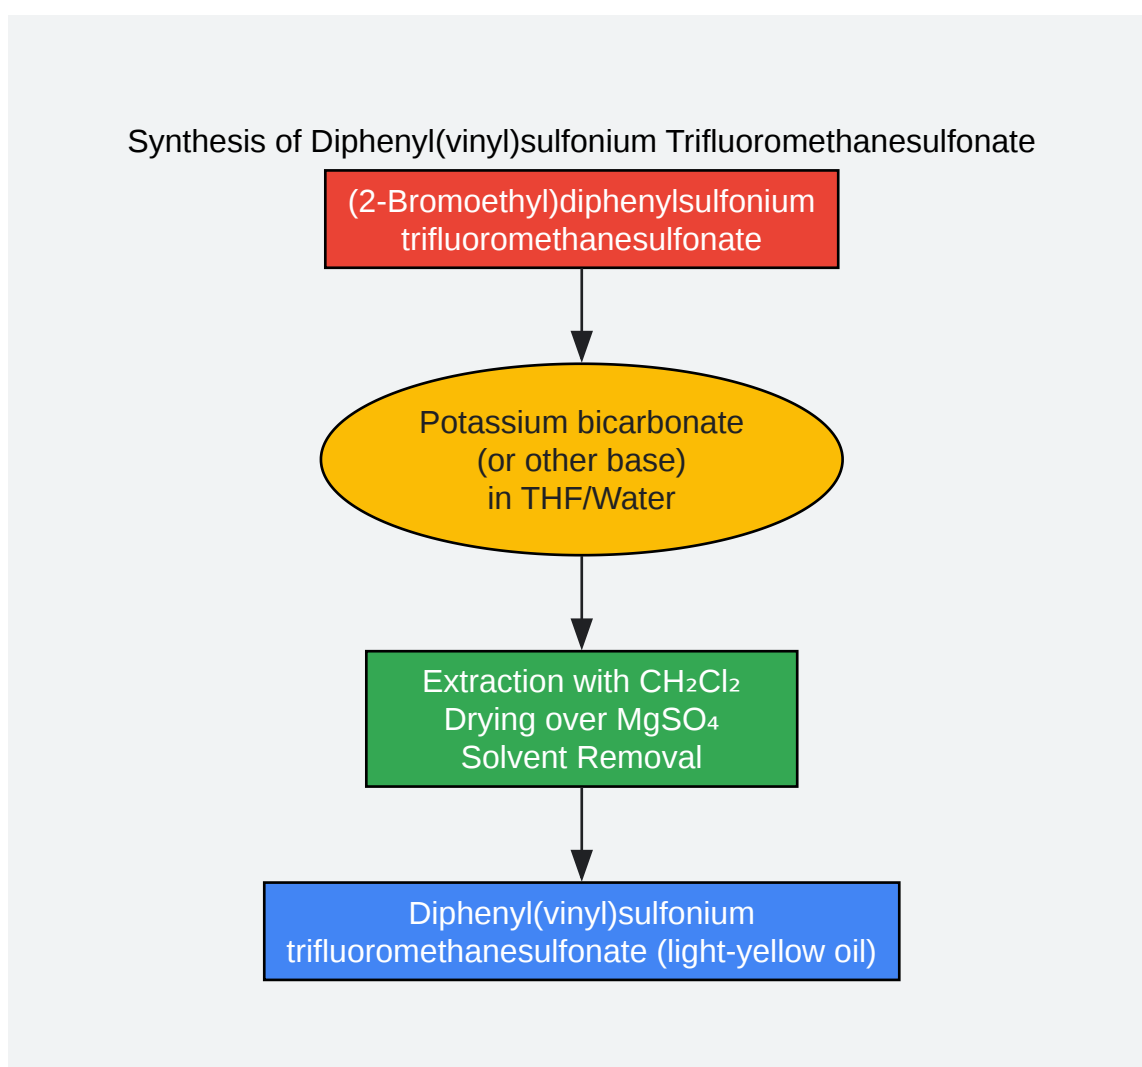 Synthesis of Diphenyl(vinyl)sulfonium Trifluoromethanesulfonate
(2-Bromoethyl)diphenylsulfonium
trifluoromethanesulfonate
Potassium bicarbonate
(or other base)
in THF/Water
Extraction with CH₂Cl₂
Drying over MgSO₄
Solvent Removal
Diphenyl(vinyl)sulfonium
trifluoromethanesulfonate (light-yellow oil)